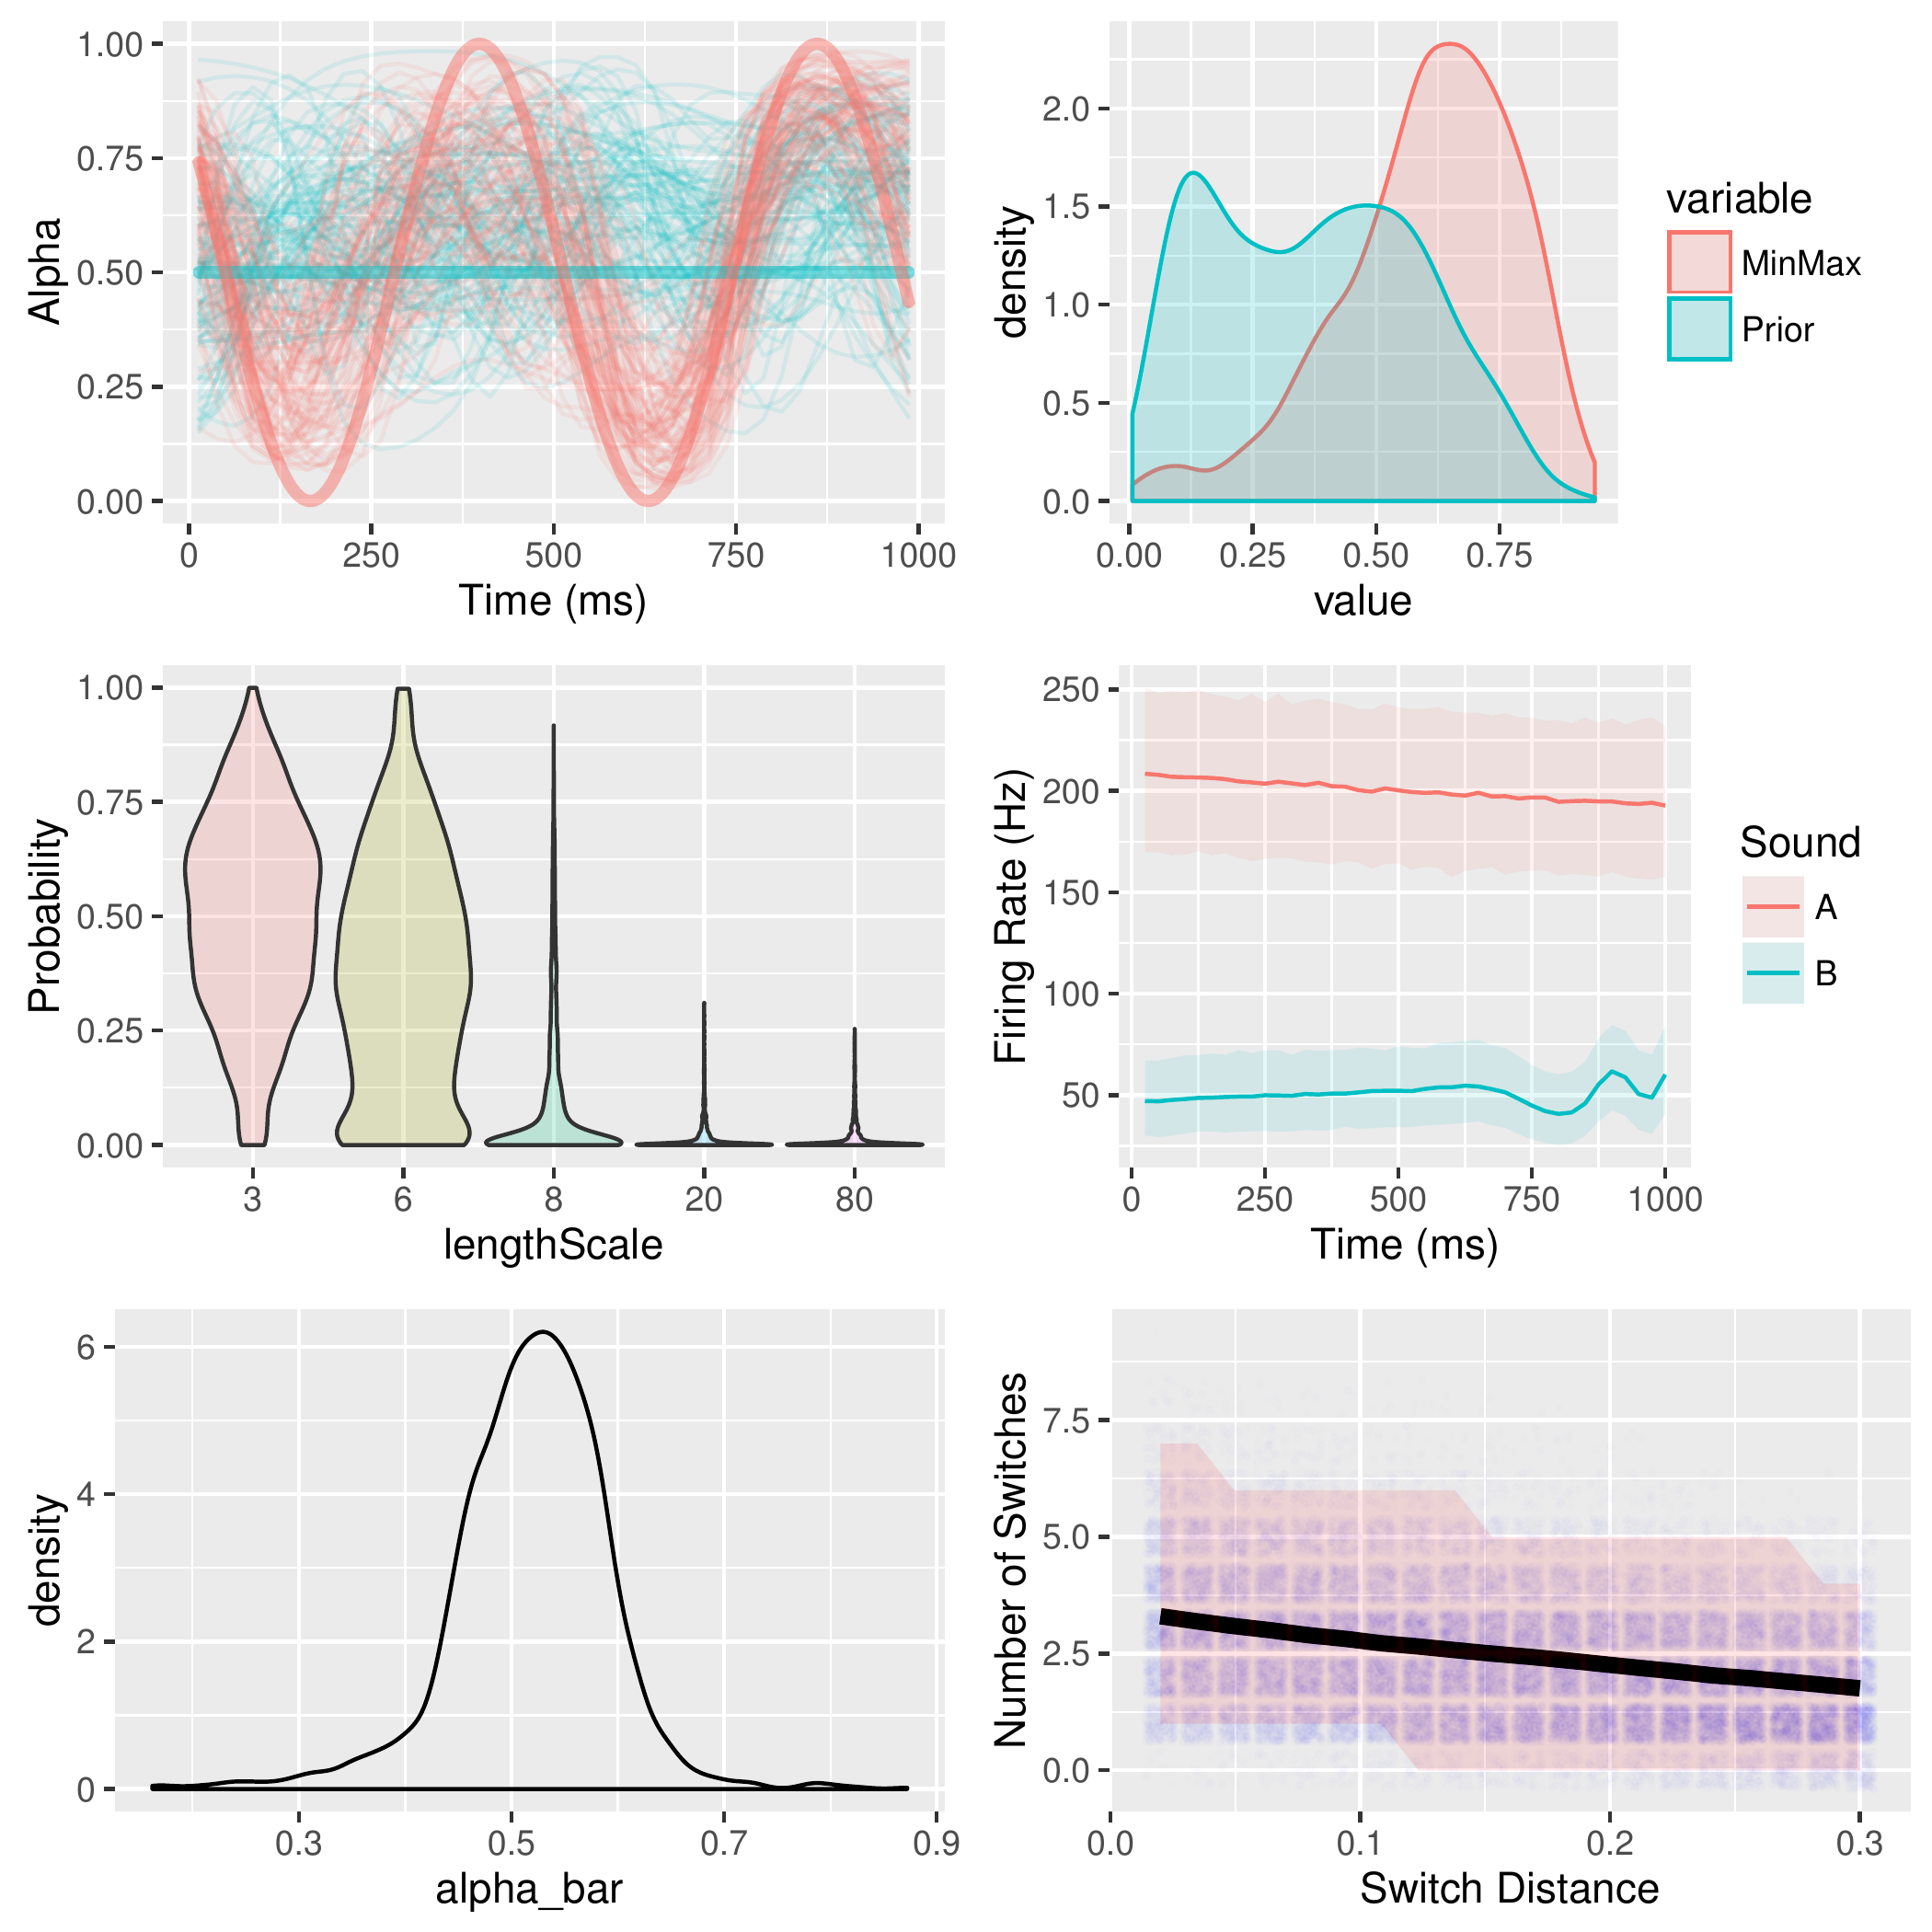 1.00
0.75
0.50
0.25
0.00
Alpha
0 250 500 750 1000
Time (ms)
2.0
1.5
1.0
0.5
0.0
density
0.00 0.25 0.50 0.75
value
variable
MinMax
Prior
1.00
0.75
0.50
0.25
0.00
Probability
3 6 8 20 80
lengthScale
250
200
150
100
50
Firing Rate (Hz)
0 250 500 750 1000
Time (ms)
Sound
A
B
6
4
2
0
density
0.3 0.5 0.7 0.9
alpha_bar
7.5
5.0
2.5
0.0
Number of Switches
0.0 0.1 0.2 0.3
Switch Distance